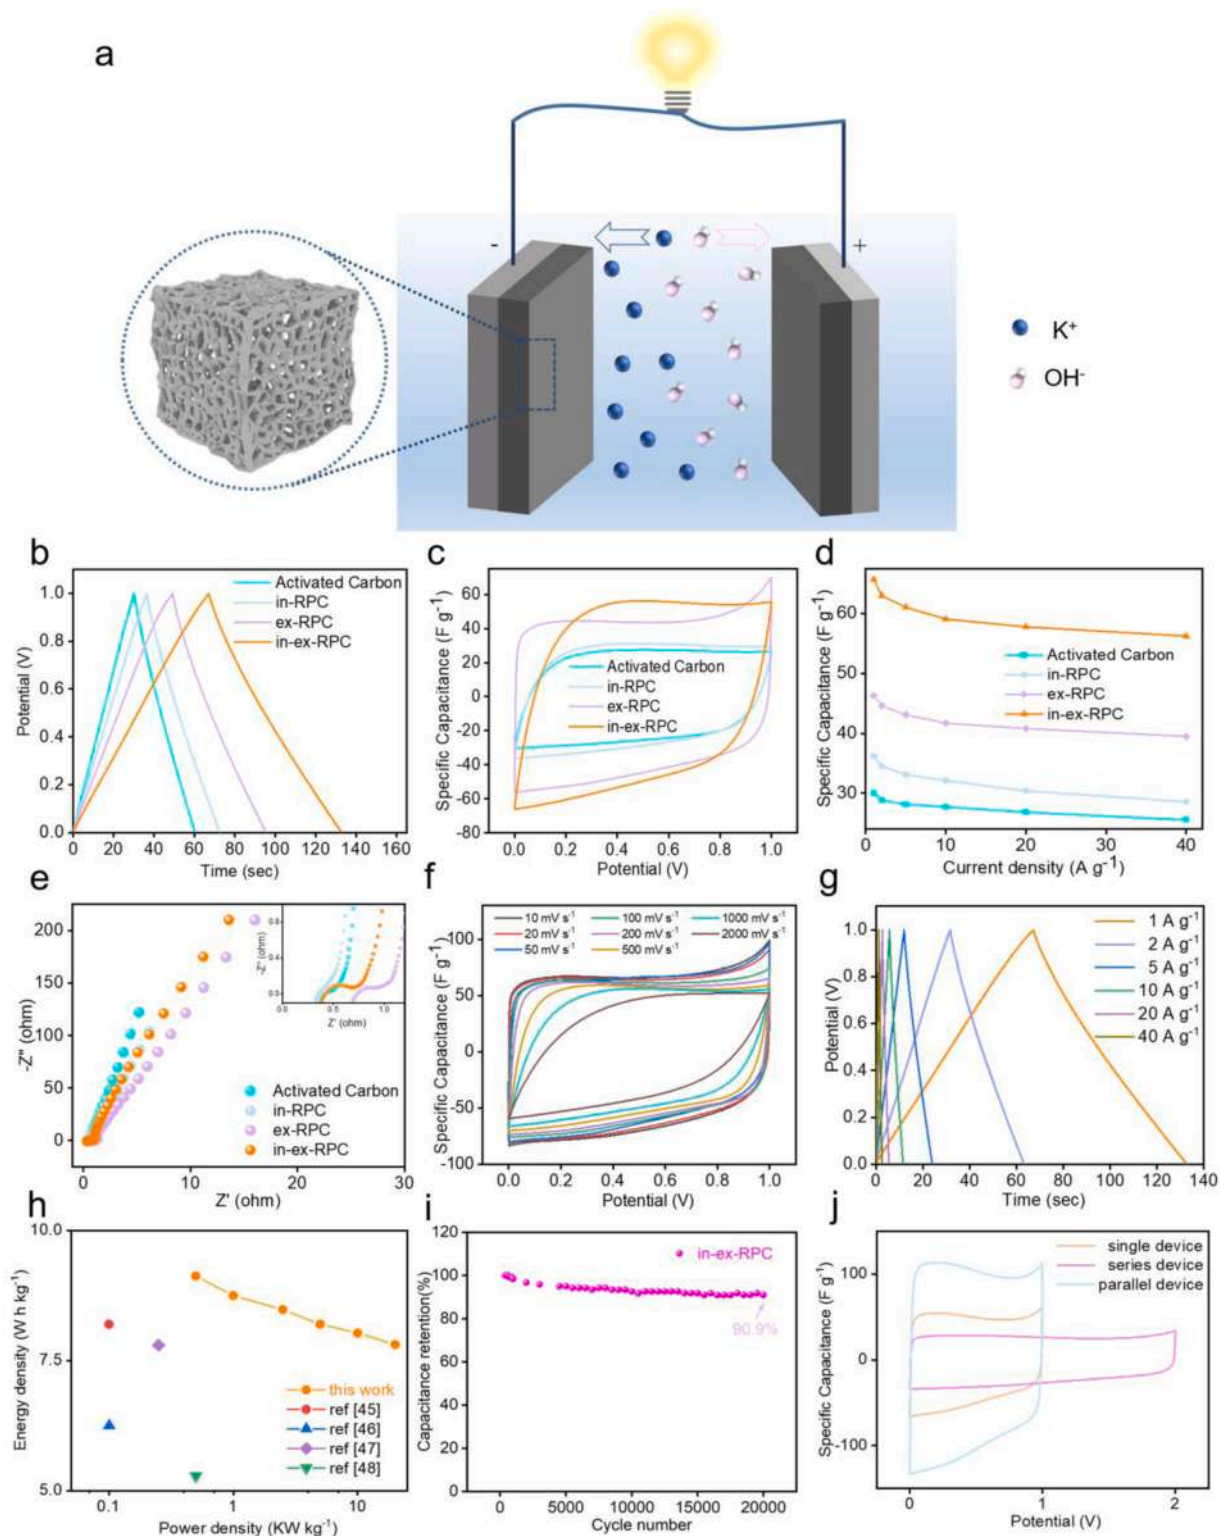 a
-
+
K⁺
OH⁻
b
Potential (V)
1.0
0.8
0.6
0.4
0.2
0.0
Activated Carbon
in-RPC
ex-RPC
in-ex-RPC
0 20 40 60 80 100 120 140 160
Time (sec)
c
Specific Capacitance (F g⁻¹)
60
40
20
0
-20
-40
-60
-80
Activated Carbon
in-RPC
ex-RPC
in-ex-RPC
0.0 0.2 0.4 0.6 0.8 1.0
Potential (V)
d
Specific Capacitance (F g⁻¹)
60
50
40
30
Activated Carbon
in-RPC
ex-RPC
in-ex-RPC
0 10 20 30 40
Current density (A g⁻¹)
e
-Z" (ohm)
200
150
100
50
0
-Z" (ohm)
0.8
0.4
0.0
0.0 0.5 1.0
Z' (ohm)
Activated Carbon
in-RPC
ex-RPC
in-ex-RPC
0 10 20 30
Z' (ohm)
f
Specific Capacitance (F g⁻¹)
10 mV s⁻¹ 100 mV s⁻¹ 1000 mV s⁻¹
20 mV s⁻¹ 200 mV s⁻¹ 2000 mV s⁻¹
50 mV s⁻¹ 500 mV s⁻¹
100
50
0
-50
-100
0.0 0.2 0.4 0.6 0.8 1.0
Potential (V)
g
Potential (V)
1.0
0.8
0.6
0.4
0.2
0.0
1 A g⁻¹
2 A g⁻¹
5 A g⁻¹
10 A g⁻¹
20 A g⁻¹
40 A g⁻¹
0 20 40 60 80 100 120 140
Time (sec)
h
Energy density (W h kg⁻¹)
10.0
7.5
5.0
this work
ref [45]
ref [46]
ref [47]
ref [48]
0.1 1 10
Power density (KW kg⁻¹)
i
Capacitance retention(%)
120
100
80
60
40
20
0
in-ex-RPC
90.9%
0 5000 10000 15000 20000
Cycle number
j
Specific Capacitance (F g⁻¹)
100
0
-100
single device
series device
parallel device
0 1 2
Potential (V)